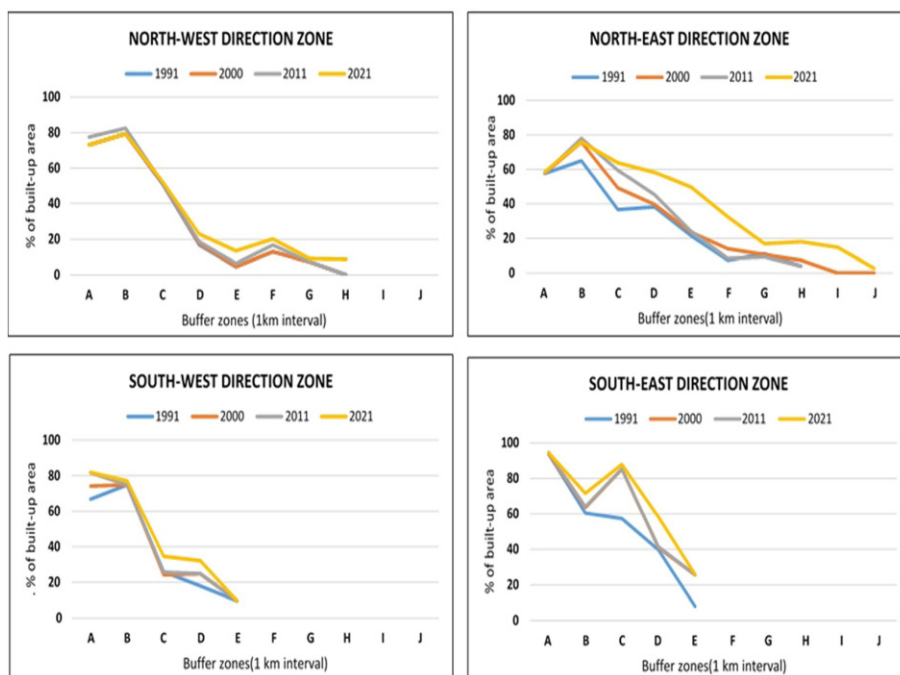 NORTH-WEST DIRECTION ZONE
1991 2000 2011 2021
% of built-up area
100
80
60
40
20
0
A B C D E F G H I J
Buffer zones (1km interval)
NORTH-EAST DIRECTION ZONE
1991 2000 2011 2021
% of built-up area
100
80
60
40
20
0
A B C D E F G H I J
Buffer zones(1 km interval)
SOUTH-WEST DIRECTION ZONE
1991 2000 2011 2021
. % of built-up area
100
80
60
40
20
0
A B C D E F G H I J
Buffer zones(1 km interval)
SOUTH-EAST DIRECTION ZONE
1991 2000 2011 2021
% of built-up area
100
80
60
40
20
0
A B C D E F G H I J
Buffer zones(1 km interval)